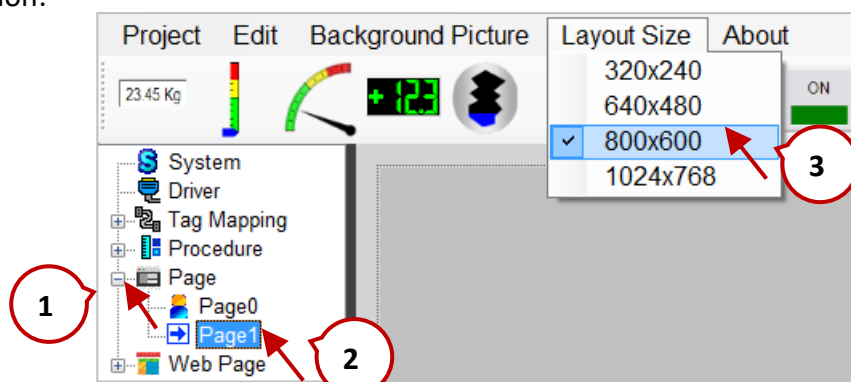 ion:
Project Edit Background Picture Layout Size About
320x240
23.45 Kg
+12.3
640x480
ON
800x600
3
1024x768
System
Driver
Tag Mapping
Procedure
Page
1
Page0
Page1
2
Web Page